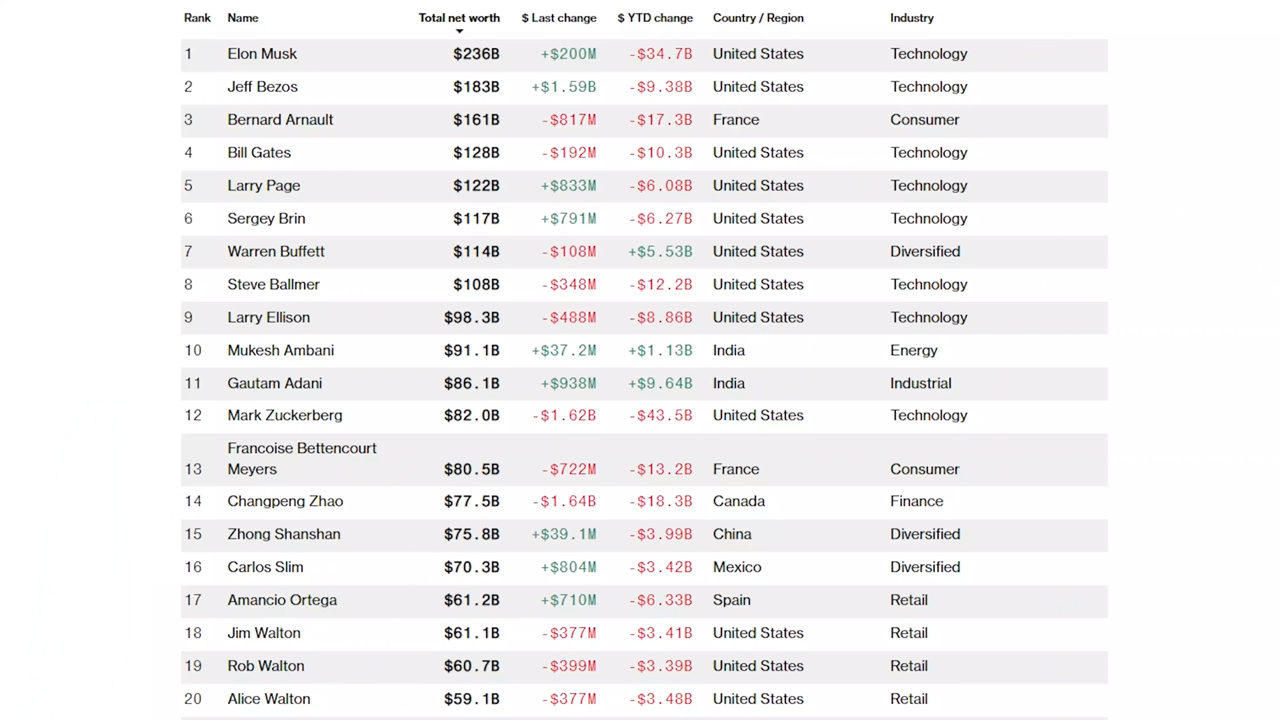 Rank Name Total net worth $ Last change $ YTD change Country / Region Industry
1 Elon Musk $236B +$200M -$34.7B United States Technology
2 Jeff Bezos $183B +$1.59B -$9.38B United States Technology
3 Bernard Arnault $161B -$817M -$17.3B France Consumer
4 Bill Gates $128B -$192M -$10.3B United States Technology
5 Larry Page $122B +$833M -$6.08B United States Technology
6 Sergey Brin $117B +$791M -$6.27B United States Technology
7 Warren Buffett $114B -$108M +$5.53B United States Diversified
8 Steve Ballmer $108B -$348M -$12.2B United States Technology
9 Larry Ellison $98.3B -$488M -$8.86B United States Technology
10 Mukesh Ambani $91.1B +$37.2M +$1.13B India Energy
11 Gautam Adani $86.1B +$938M +$9.64B India Industrial
12 Mark Zuckerberg $82.0B -$1.62B -$43.5B United States Technology
Francoise Bettencourt
13 Meyers $80.5B -$722M -$13.2B France Consumer
14 Changpeng Zhao $77.5B -$1.64B -$18.3B Canada Finance
15 Zhong Shanshan $75.8B +$39.1M -$3.99B China Diversified
16 Carlos Slim $70.3B +$804M -$3.42B Mexico Diversified
17 Amancio Ortega $61.2B +$710M -$6.33B Spain Retail
18 Jim Walton $61.1B -$377M -$3.41B United States Retail
19 Rob Walton $60.7B -$399M -$3.39B United States Retail
20 Alice Walton $59.1B -$377M -$3.48B United States Retail